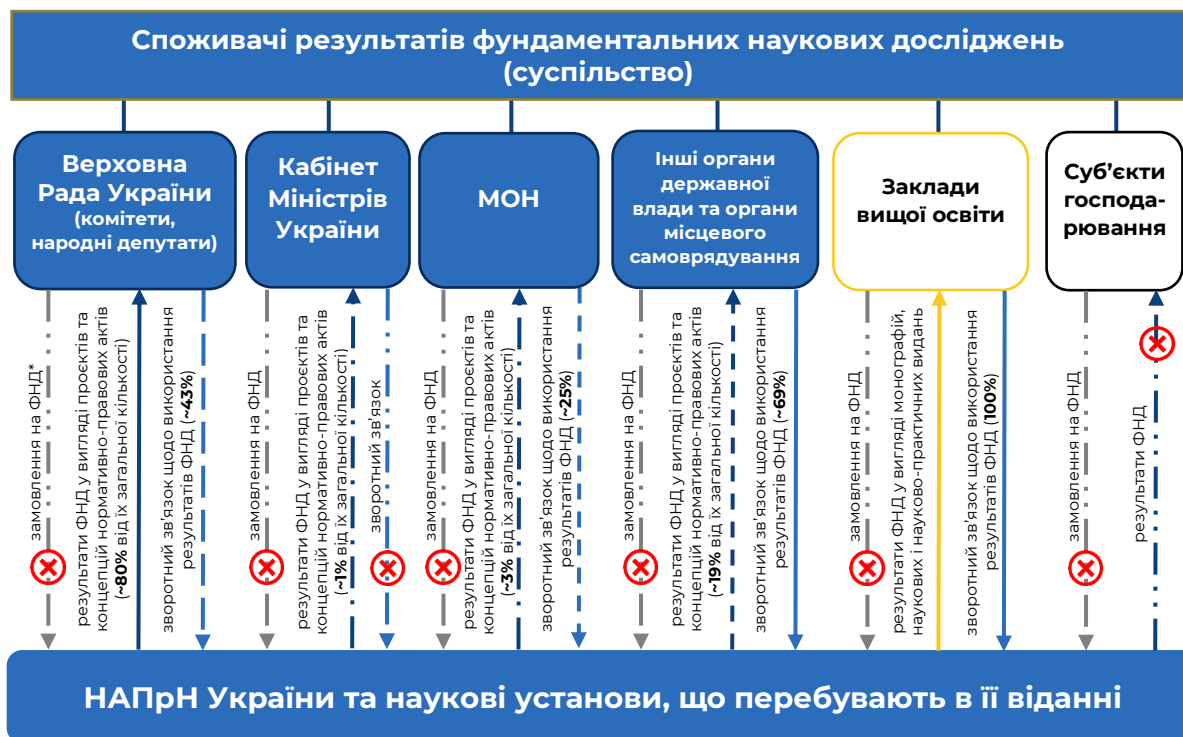 Споживачі результатів фундаментальних наукових досліджень
(суспільство)
Верховна
Рада України
(комітети,
народні депутати)
Кабінет
Міністрів
України
МОН
Інші органи
державної
влади та органи
місцевого
самоврядування
Заклади
вищої освіти
Суб’єкти
господа-
рювання
замовлення на ФНД*
результати ФНД у вигляді проєктів та
концепцій нормативно-правових актів
(~80% від їх загальної кількості)
зворотний зв’язок щодо використання
результатів ФНД (~43%)
замовлення на ФНД
результати ФНД у вигляді проєктів та
концепцій нормативно-правових актів
(~1% від їх загальної кількості)
зворотний зв’язок
замовлення на ФНД
результати ФНД у вигляді проєктів та
концепцій нормативно-правових актів
(~3% від їх загальної кількості)
зворотний зв’язок щодо використання
результатів ФНД (~25%)
замовлення на ФНД
результати ФНД у вигляді проєктів та
концепцій нормативно-правових актів
(~19% від їх загальної кількості)
зворотний зв’язок щодо використання
результатів ФНД (~69%)
замовлення на ФНД
результати ФНД у вигляді монографій,
наукових і науково-практичних видань
зворотний зв’язок щодо використання
результатів ФНД (100%)
замовлення на ФНД
результати ФНД
НАПрН України та наукові установи, що перебувають в її віданні